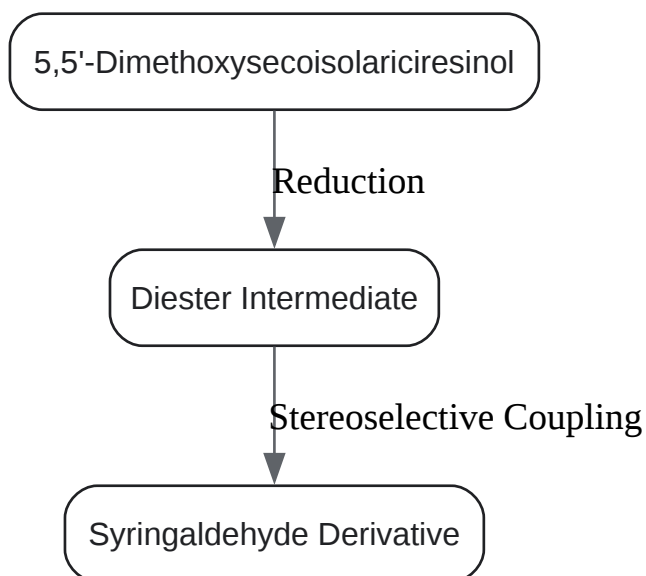 5,5'-Dimethoxysecoisolariciresinol
Reduction
Diester Intermediate
Stereoselective Coupling
Syringaldehyde Derivative